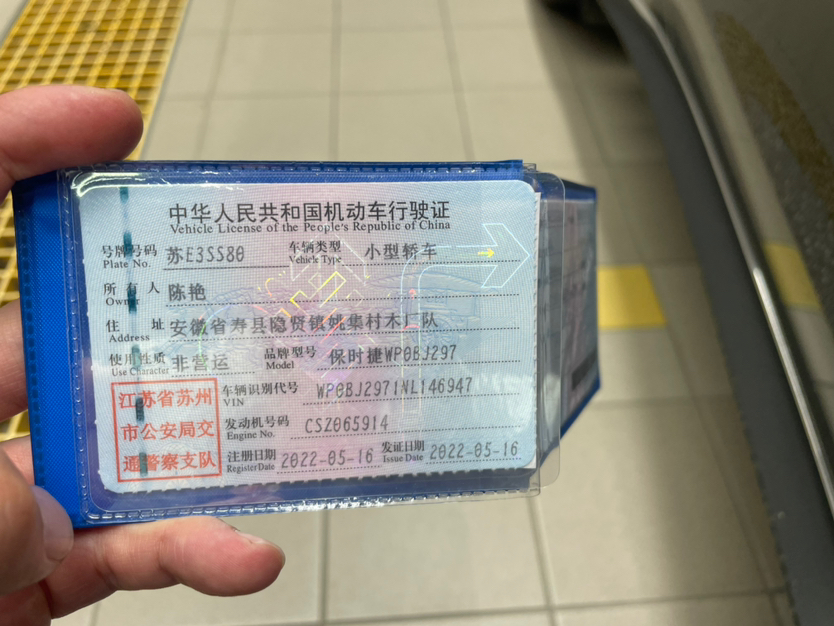 中华人民共和国机动车行驶证
Vehicle License of the People's Republic of China
号牌号码 苏E3SS80 车辆类型 小型轿车
Plate No. Vehicle Type
所有人 陈艳
Owner
住址 安徽省寿县隐贤镇姚集村木厂队
Address
使用性质 非营运 品牌型号 保时捷WP0BJ297
Use Character Model
江苏省苏州 车辆识别代号 WP0BJ2971NL146947
VIN
市公安局交 发动机号码 CSZ065914
Engine No.
通警察支队 注册日期 2022-05-16 发证日期 2022-05-16
Register Date Issue Date